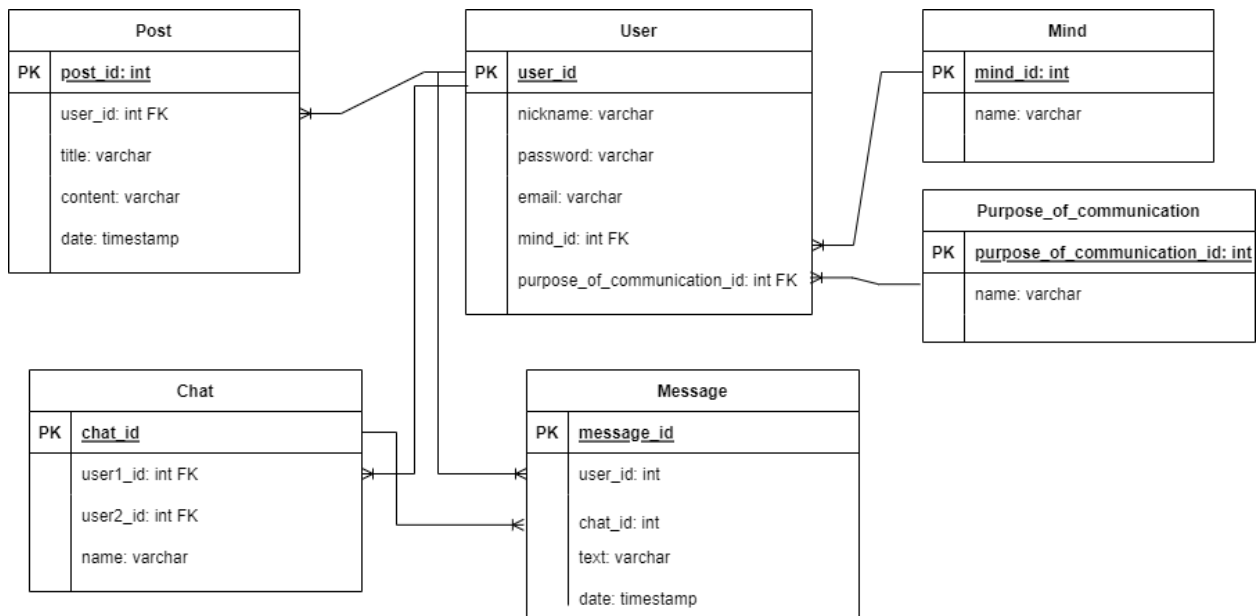 Post
PK post_id: int
user_id: int FK
title: varchar
content: varchar
date: timestamp
User
PK user_id
nickname: varchar
password: varchar
email: varchar
mind_id: int FK
purpose_of_communication_id: int FK
Mind
PK mind_id: int
name: varchar
Purpose_of_communication
PK purpose_of_communication_id: int
name: varchar
Chat
PK chat_id
user1_id: int FK
user2_id: int FK
name: varchar
Message
PK message_id
user_id: int
chat_id: int
text: varchar
date: timestamp